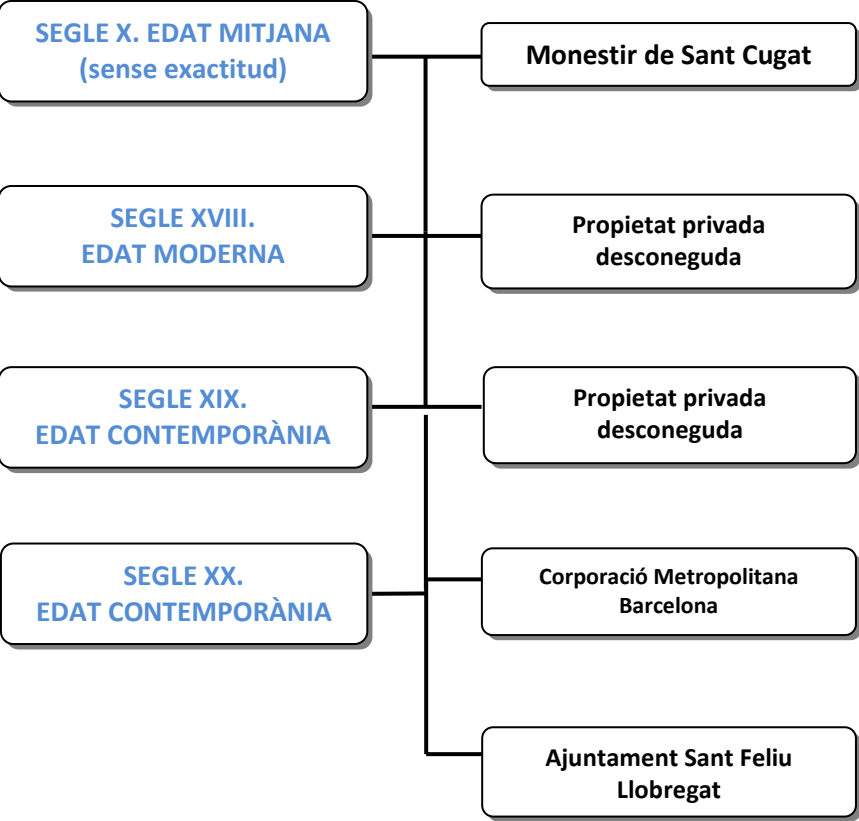 SEGLE X. EDAT MITJANA
(sense exactitud)
Monestir de Sant Cugat
SEGLE XVIII.
EDAT MODERNA
Propietat privada
desconeguda
SEGLE XIX.
EDAT CONTEMPORÀNIA
Propietat privada
desconeguda
SEGLE XX.
EDAT CONTEMPORÀNIA
Corporació Metropolitana
Barcelona
Ajuntament Sant Feliu
Llobregat